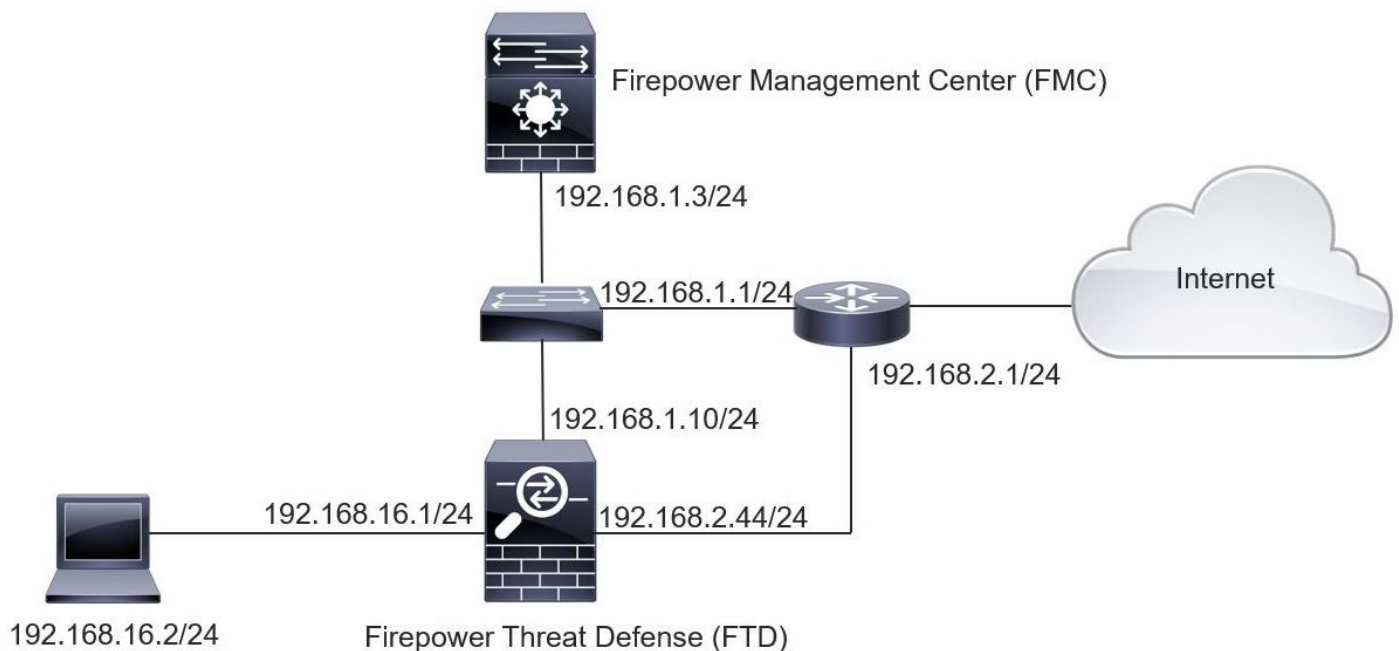 Firepower Management Center (FMC)
192.168.1.3/24
192.168.1.1/24
Internet
192.168.2.1/24
192.168.1.10/24
192.168.16.1/24
192.168.2.44/24
192.168.16.2/24
Firepower Threat Defense (FTD)